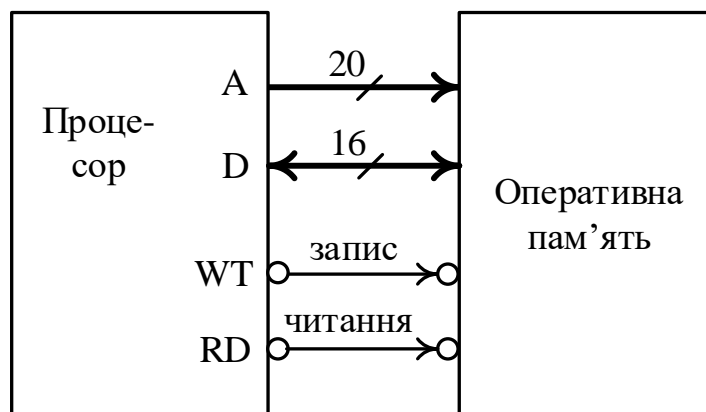 Проце-
сор
A
20
D
16
WT
запис
RD
читання
Оперативна
пам’ять